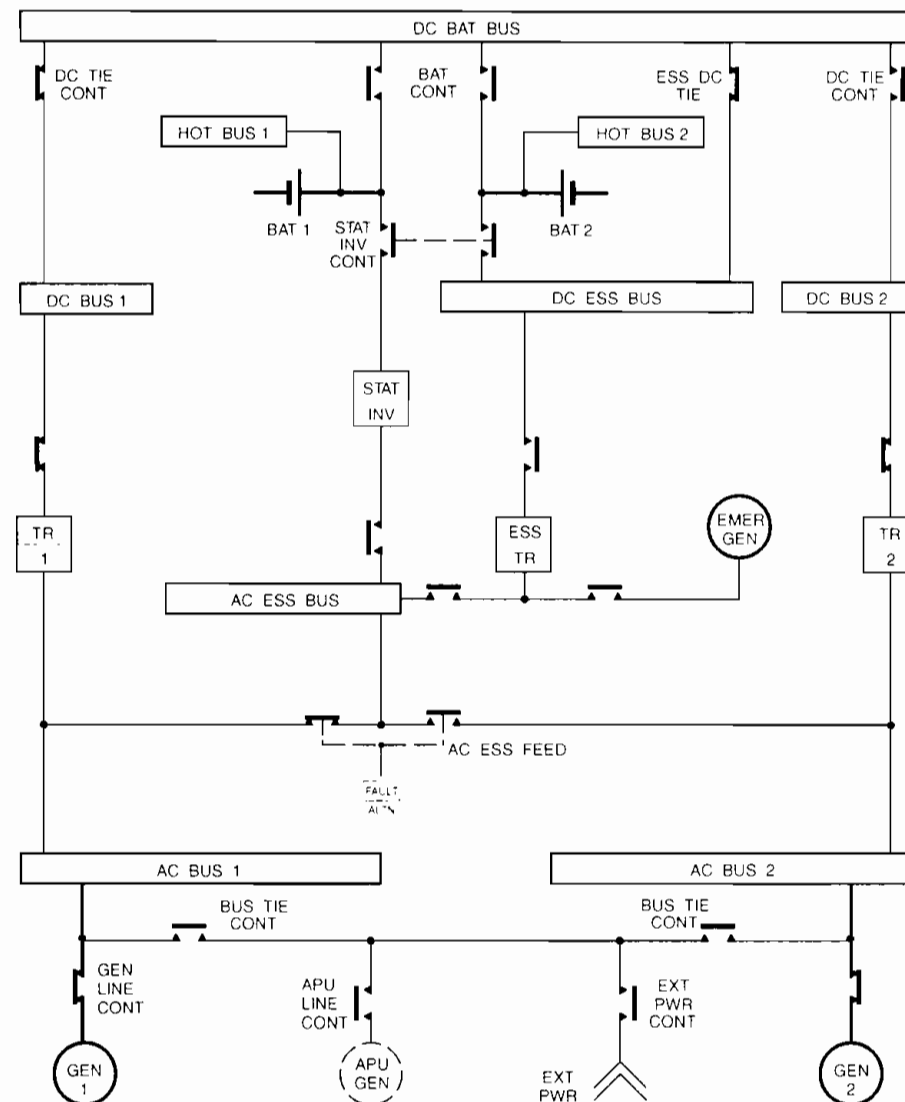 DC BAT BUS
DC TIE
CONT
BAT
CONT
ESS DC
TIE
DC TIE
CONT
HOT BUS 1
HOT BUS 2
BAT 1
STAT
INV
CONT
BAT 2
DC BUS 1
DC ESS BUS
DC BUS 2
STAT
INV
TR
1
ESS
TR
EMER
GEN
TR
2
AC ESS BUS
AC ESS FEED
FAULT
ALTN
AC BUS 1
AC BUS 2
BUS TIE
CONT
BUS TIE
CONT
GEN
LINE
CONT
APU
LINE
CONT
EXT
PWR
CONT
GEN
1
APU
GEN
EXT
PWR
GEN
2